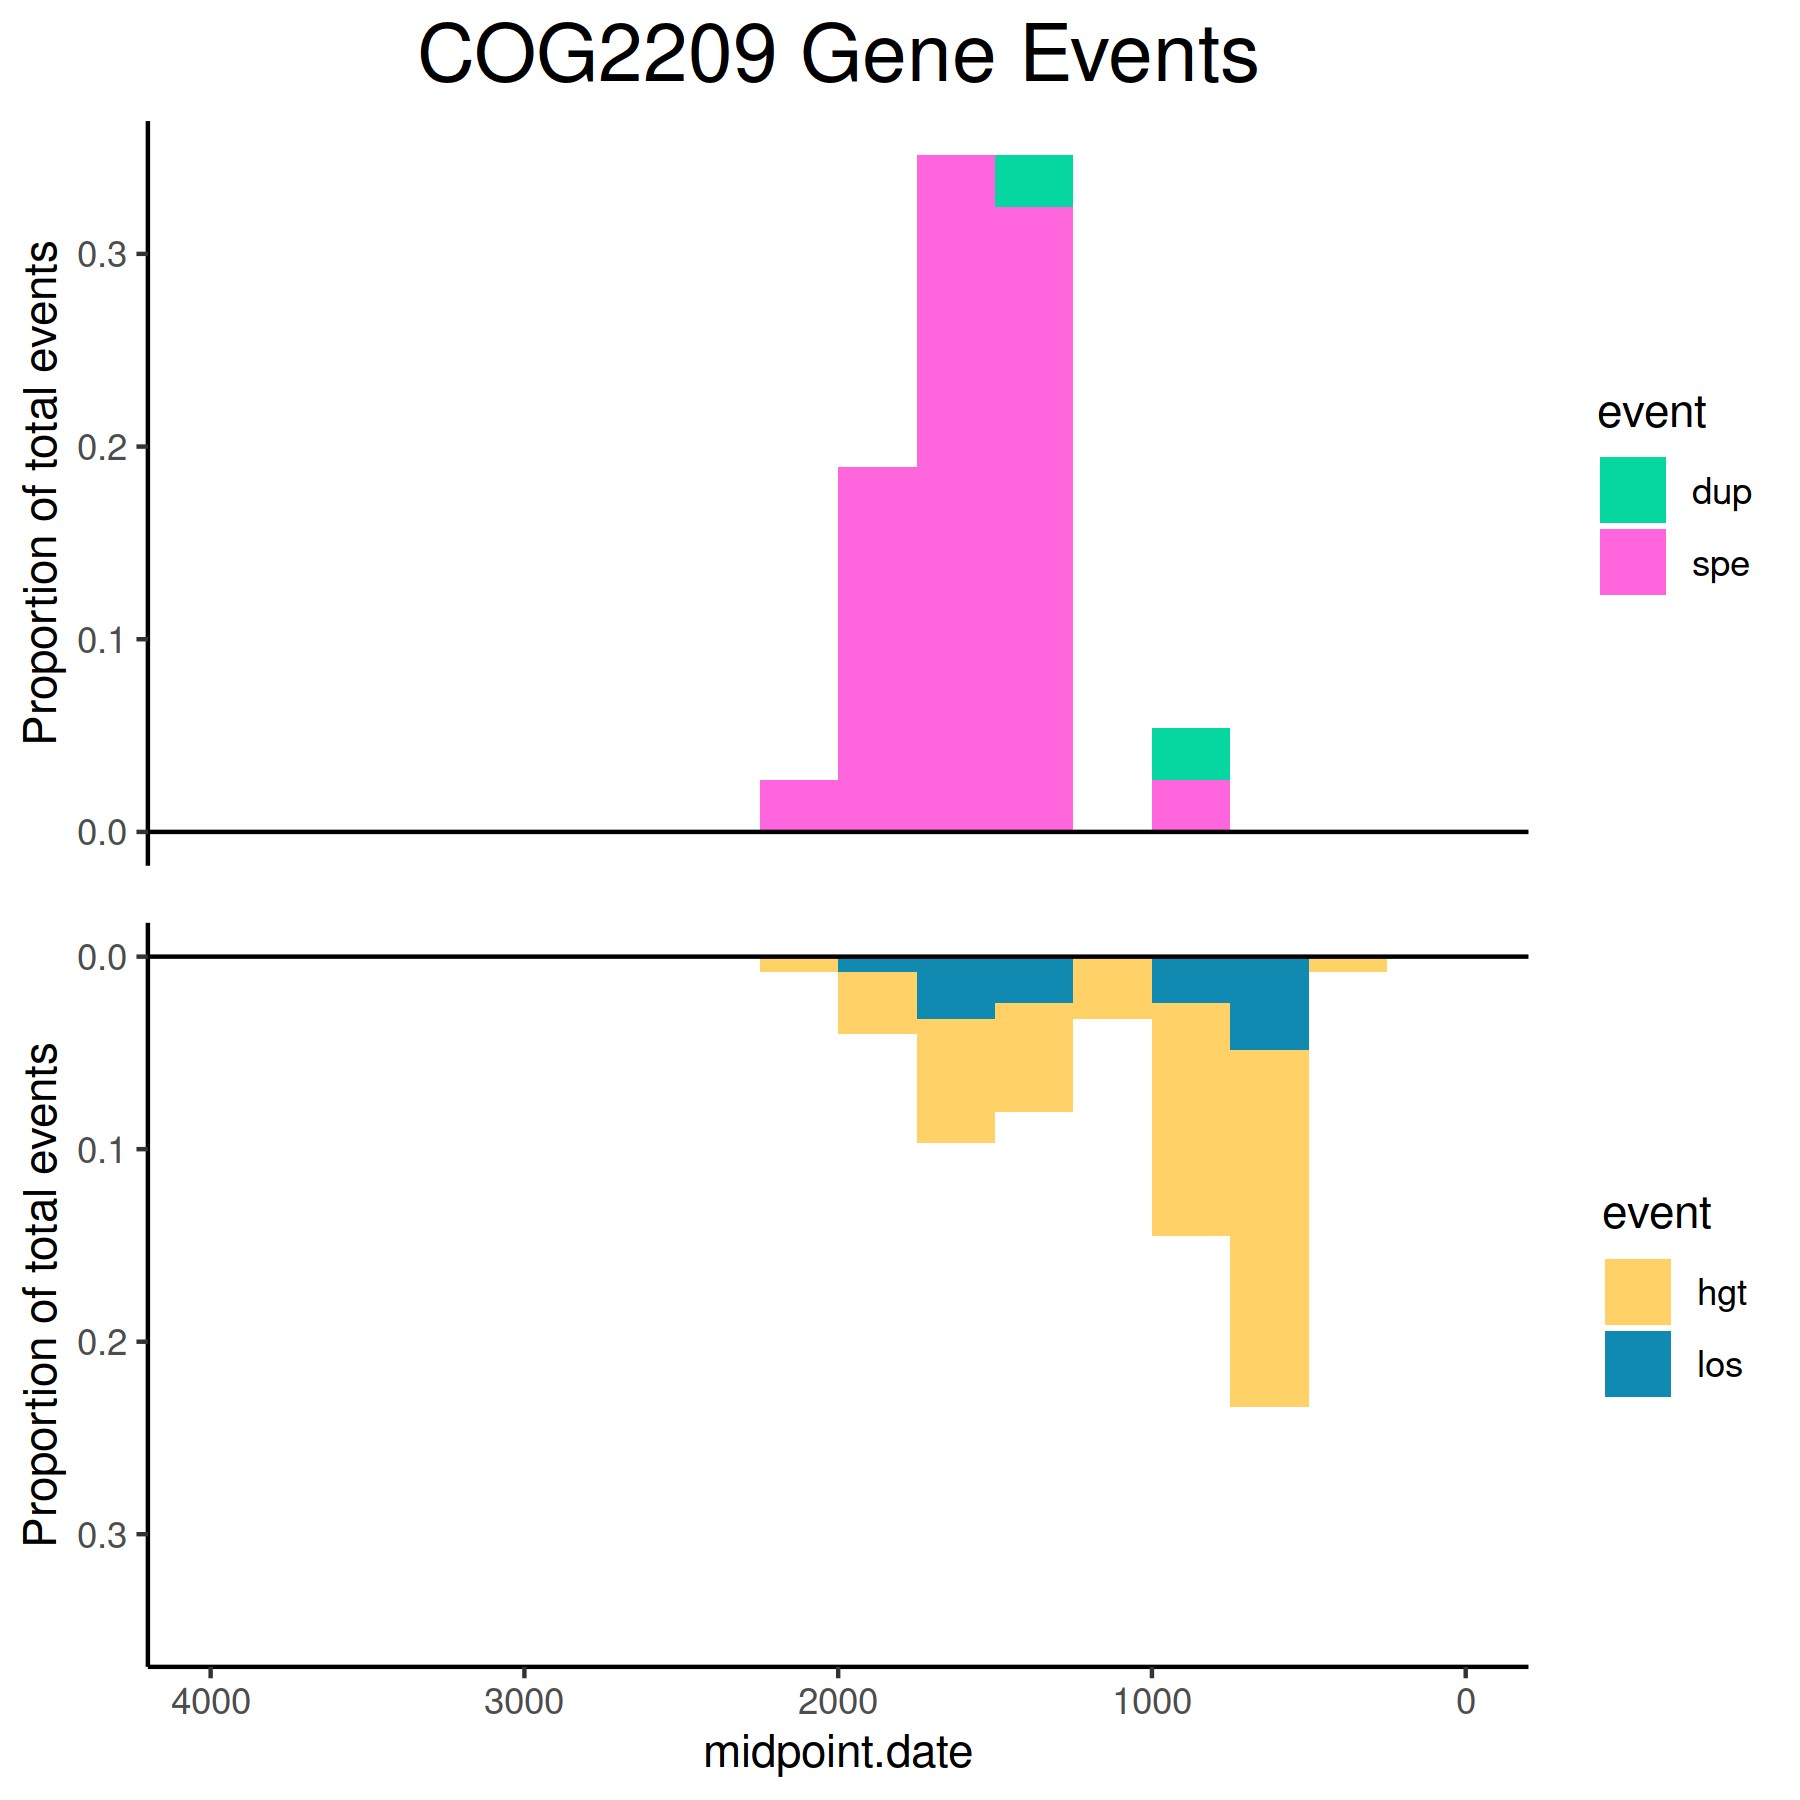 COG2209 Gene Events
Proportion of total events
0.3
0.2
0.1
0.0
event
dup
spe
Proportion of total events
0.0
0.1
0.2
0.3
event
hgt
los
4000 3000 2000 1000 0
midpoint.date